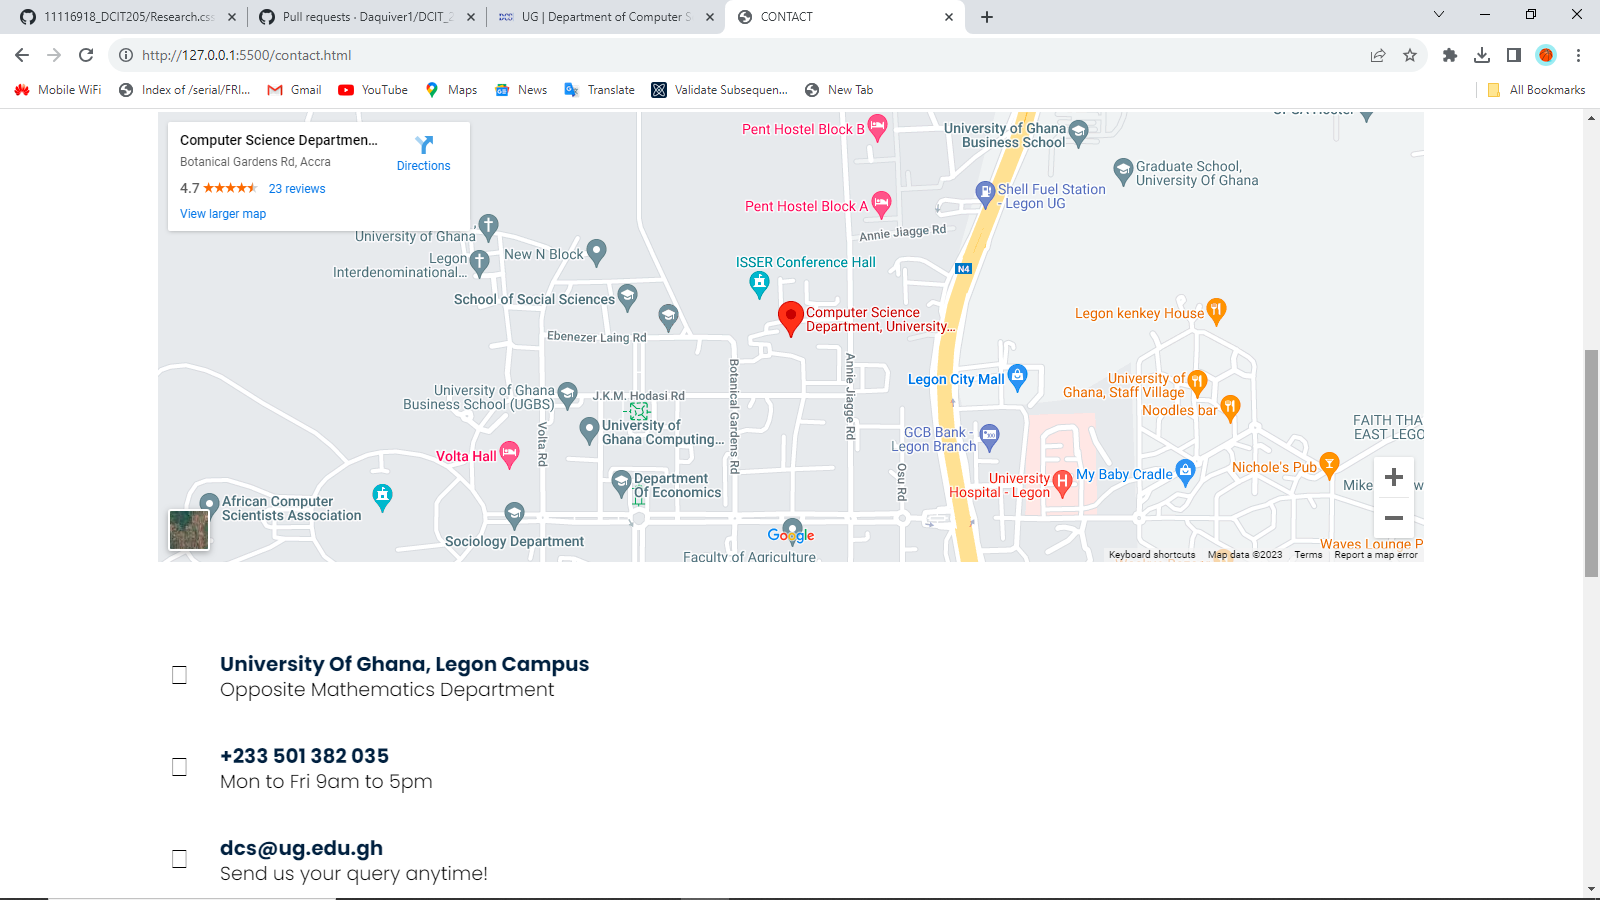 11116918_DCIT205/Research.css
Pull requests · Daquiver1/DCIT_2
UG | Department of Computer S
CONTACT
http://127.0.0.1:5500/contact.html
Mobile WiFi
Index of /serial/FRI...
Gmail
YouTube
Maps
News
Translate
Validate Subsequen...
New Tab
All Bookmarks
Computer Science Departmen...
Botanical Gardens Rd, Accra
4.7
23 reviews
View larger map
Directions
Pent Hostel Block B
University of Ghana
Business School
Graduate School,
University Of Ghana
Shell Fuel Station
- Legon UG
Pent Hostel Block A
Annie Jiagge Rd
University of Ghana
Legon
Interdenominational...
New N Block
ISSER Conference Hall
N4
School of Social Sciences
Computer Science
Department, University...
Legon kenkey House
Ebenezer Laing Rd
Botanical Gardens Rd
Annie Jiagge Rd
Legon City Mall
University of
Ghana, Staff Village
Noodles bar
University of Ghana
Business School (UGBS)
J.K.M. Hodasi Rd
University of
Ghana Computing...
Volta Rd
Volta Hall
GCB Bank -
Legon Branch
FAITH THA
EAST LEGO
Osu Rd
Department
Of Economics
University
Hospital - Legon
H
My Baby Cradle
Nichole's Pub
Mike
w
African Computer
Scientists Association
Sociology Department
Google
Faculty of Agriculture
Waves Lounge P
Keyboard shortcuts
Map data ©2023
Terms
Report a map error
University Of Ghana, Legon Campus
Opposite Mathematics Department
+233 501 382 035
Mon to Fri 9am to 5pm
dcs@ug.edu.gh
Send us your query anytime!